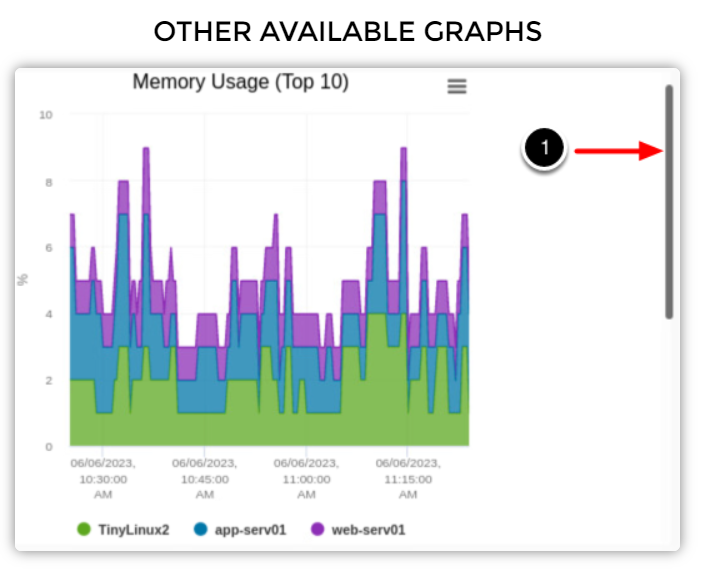 OTHER AVAILABLE GRAPHS
Memory Usage (Top 10)
1
10
8
6
%
4
2
0
06/06/2023, 06/06/2023, 06/06/2023, 06/06/2023,
10:30:00 10:45:00 11:00:00 11:15:00
AM AM AM AM
TinyLinux2 app-serv01 web-serv01